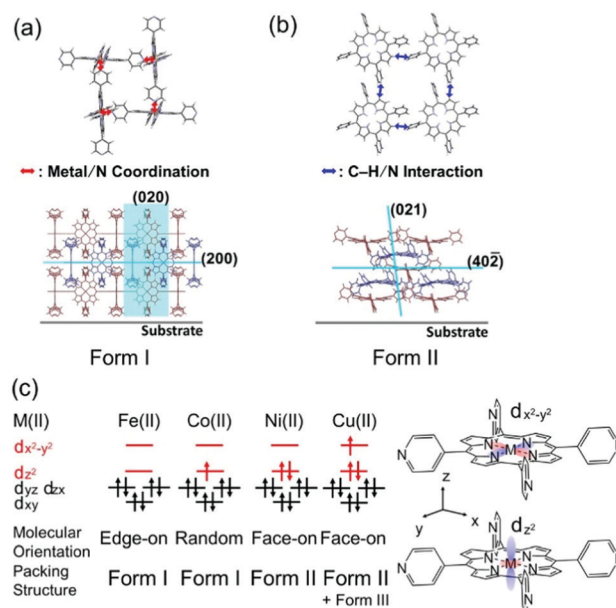 (a)
(b)
↔: Metal/N Coordination
↔: C–H/N Interaction
(020)
(021)
(200)
(402̄)
Substrate
Substrate
Form I
Form II
(c)
M(II) Fe(II) Co(II) Ni(II) Cu(II)
dx²-y²
dx²-y²
dz²
dyz dzx
dxy
N
N
N
N
N
N
N
M
z
y
x
dz²
N
N
N
N
N
N
N
M
Molecular
Orientation Edge-on Random Face-on Face-on
Packing
Structure Form I Form I Form II Form II
+ Form III